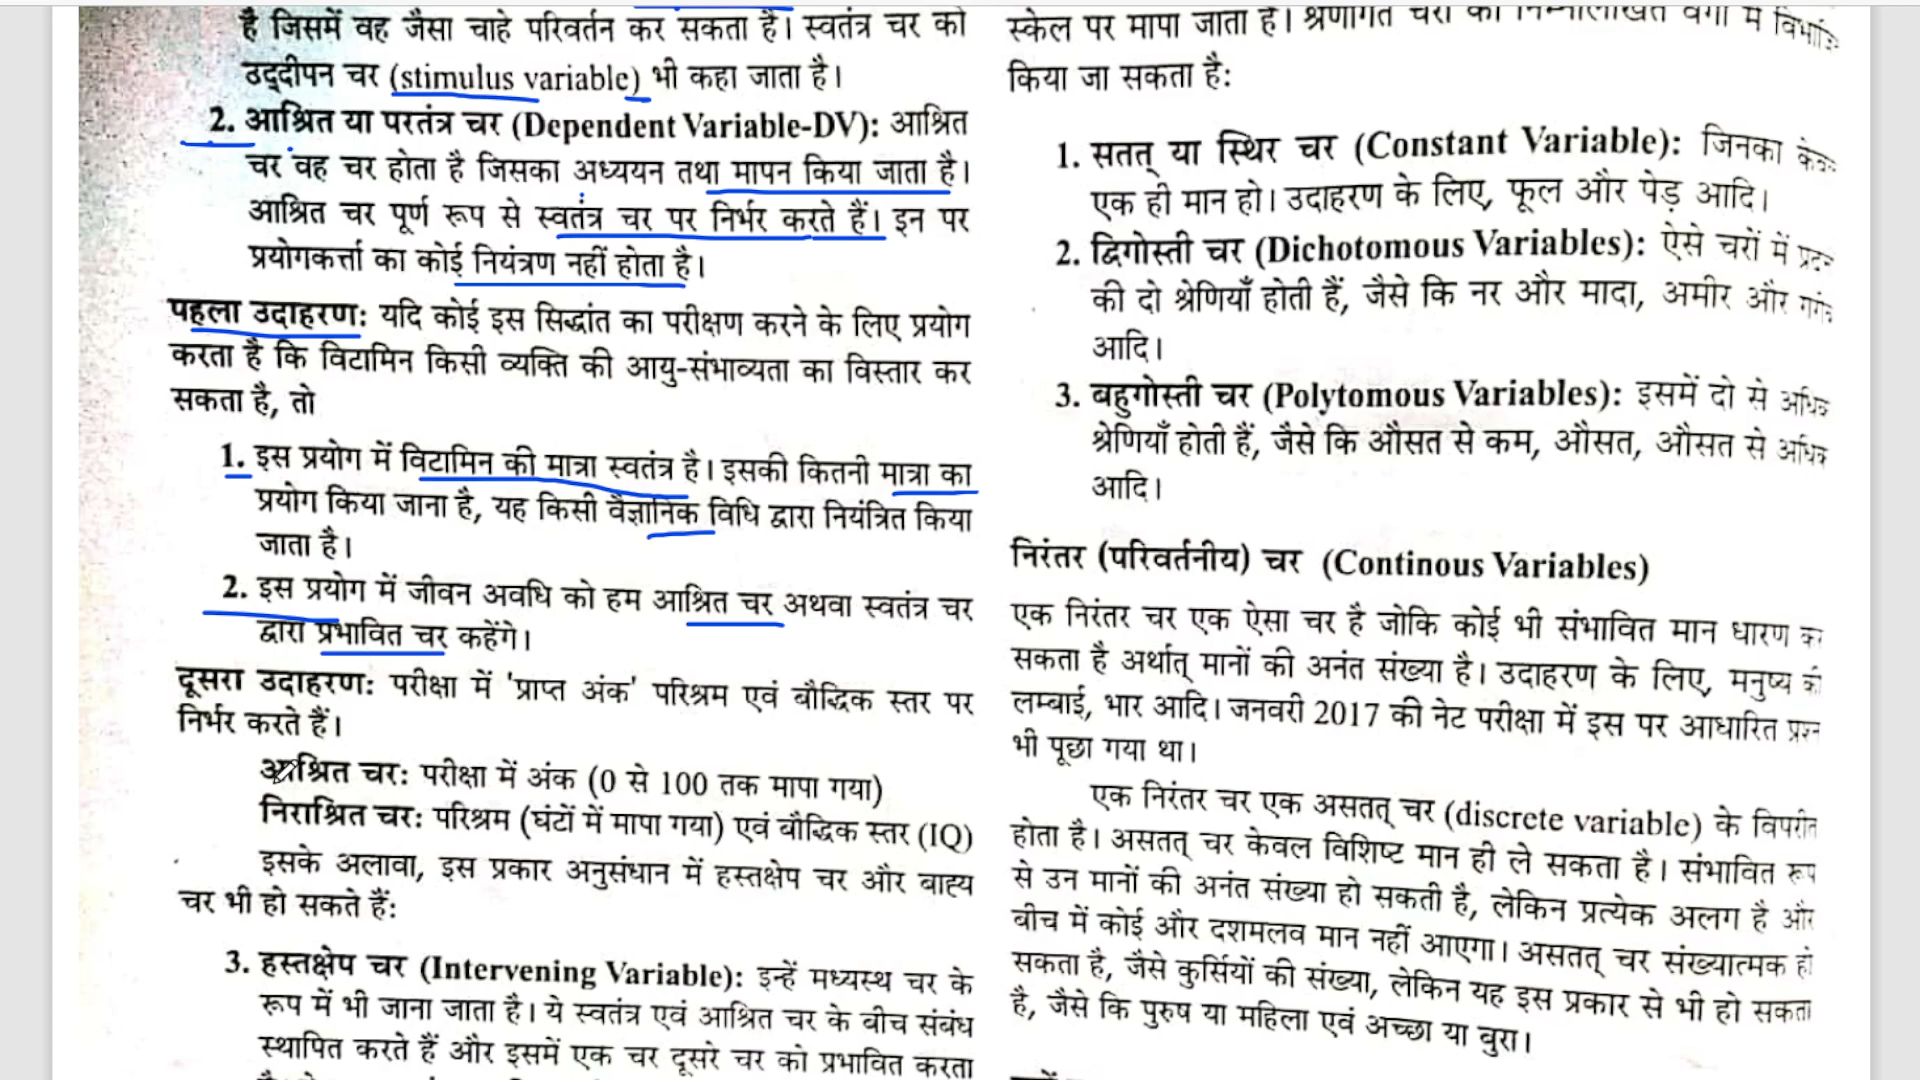 है जिसमें वह जैसा चाहे परिवर्तन कर सकता है। स्वतंत्र चर को
उद्दीपन चर (stimulus variable) भी कहा जाता है।
2. आश्रित या परतंत्र चर (Dependent Variable-DV): आश्रित
चर वह चर होता है जिसका अध्ययन तथा मापन किया जाता है।
आश्रित चर पूर्ण रूप से स्वतंत्र चर पर निर्भर करते हैं। इन पर
प्रयोगकर्त्ता का कोई नियंत्रण नहीं होता है।
पहला उदाहरण: यदि कोई इस सिद्धांत का परीक्षण करने के लिए प्रयोग
करता है कि विटामिन किसी व्यक्ति की आयु-संभाव्यता का विस्तार कर
सकता है, तो
1. इस प्रयोग में विटामिन की मात्रा स्वतंत्र है। इसकी कितनी मात्रा का
प्रयोग किया जाना है, यह किसी वैज्ञानिक विधि द्वारा नियंत्रित किया
जाता है।
2. इस प्रयोग में जीवन अवधि को हम आश्रित चर अथवा स्वतंत्र चर
द्वारा प्रभावित चर कहेंगे।
दूसरा उदाहरण: परीक्षा में 'प्राप्त अंक' परिश्रम एवं बौद्धिक स्तर पर
निर्भर करते हैं।
आश्रित चर: परीक्षा में अंक (0 से 100 तक मापा गया)
निराश्रित चर: परिश्रम (घंटों में मापा गया) एवं बौद्धिक स्तर (IQ)
इसके अलावा, इस प्रकार अनुसंधान में हस्तक्षेप चर और बाह्य
चर भी हो सकते हैं:
3. हस्तक्षेप चर (Intervening Variable): इन्हें मध्यस्थ चर के
रूप में भी जाना जाता है। ये स्वतंत्र एवं आश्रित चर के बीच संबंध
स्थापित करते हैं और इसमें एक चर दूसरे चर को प्रभावित करता
स्केल पर मापा जाता है। श्रेणीगत चरों को निम्नलिखित वर्गों में
किया जा सकता है:
1. सतत् या स्थिर चर (Constant Variable): जिनका केवल
एक ही मान हो। उदाहरण के लिए, फूल और पेड़ आदि।
2. द्विगोस्ती चर (Dichotomous Variables): ऐसे चरों में
की दो श्रेणियाँ होती हैं, जैसे कि नर और मादा, अमीर और
आदि।
3. बहुगोस्ती चर (Polytomous Variables): इसमें दो से अधिक
श्रेणियाँ होती हैं, जैसे कि औसत से कम, औसत, औसत से अधिक
आदि।
निरंतर (परिवर्तनीय) चर (Continous Variables)
एक निरंतर चर एक ऐसा चर है जोकि कोई भी संभावित मान धारण कर
सकता है अर्थात् मानों की अनंत संख्या है। उदाहरण के लिए, मनुष्य की
लम्बाई, भार आदि। जनवरी 2017 की नेट परीक्षा में इस पर आधारित प्रश्न
भी पूछा गया था।
एक निरंतर चर एक असतत् चर (discrete variable) के विपरीत
होता है। असतत् चर केवल विशिष्ट मान ही ले सकता है। संभावित रूप
से उन मानों की अनंत संख्या हो सकती है, लेकिन प्रत्येक अलग है और
बीच में कोई और दशमलव मान नहीं आएगा। असतत् चर संख्यात्मक हो
सकता है, जैसे कुर्सियों की संख्या, लेकिन यह इस प्रकार से भी हो सकता
है, जैसे कि पुरुष या महिला एवं अच्छा या बुरा।